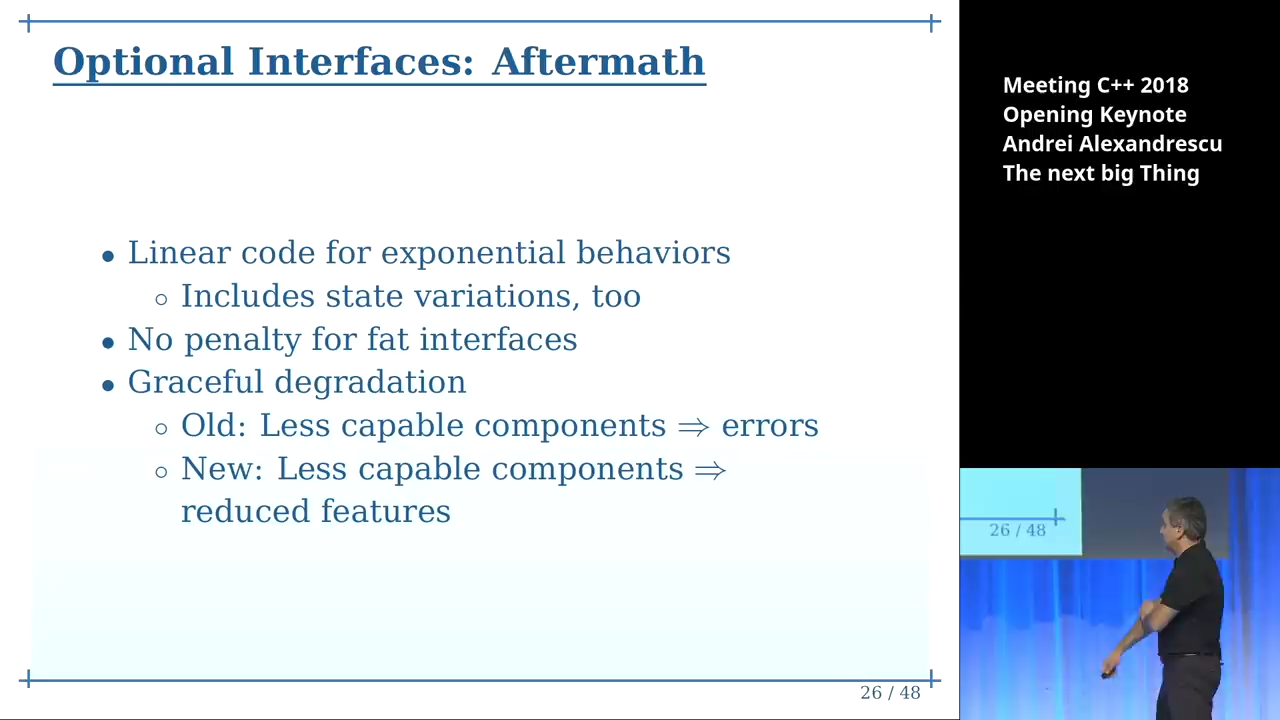 Optional Interfaces: Aftermath
• Linear code for exponential behaviors
◦ Includes state variations, too
• No penalty for fat interfaces
• Graceful degradation
◦ Old: Less capable components ⇒ errors
◦ New: Less capable components ⇒
reduced features
26 / 48
Meeting C++ 2018
Opening Keynote
Andrei Alexandrescu
The next big Thing
26 / 48